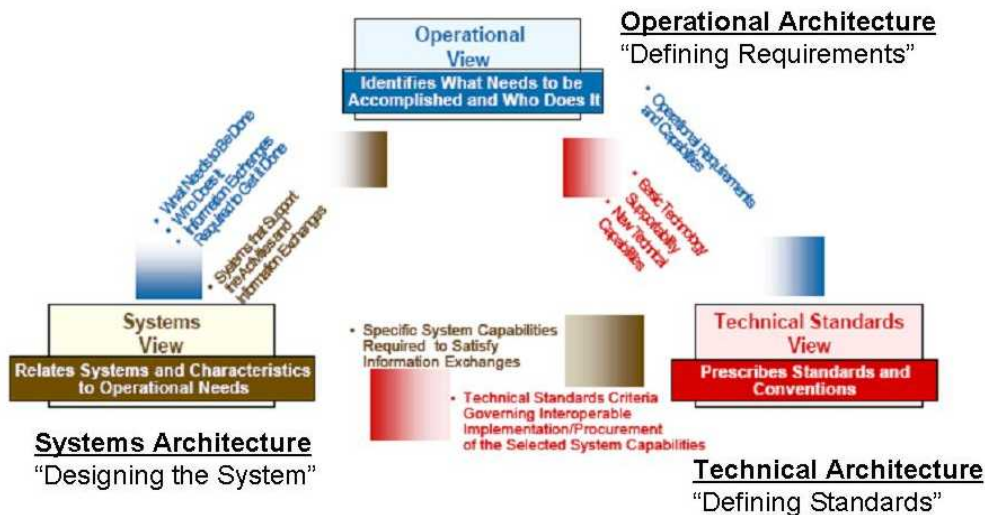 Operational Architecture
“Defining Requirements”
Operational
View
Identifies What Needs to be
Accomplished and Who Does It
• What Needs to Be Done
• Who Does It
• Information Exchanges
Required to Get it Done
• Systems that Support
the Activities and
Information Exchanges
• Operational Requirements
and Capabilities
• Basic Technology
Supportability
• New Technical
Capabilities
Systems
View
Relates Systems and Characteristics
to Operational Needs
• Specific System Capabilities
Required to Satisfy
Information Exchanges
• Technical Standards Criteria
Governing Interoperable
Implementation/Procurement
of the Selected System Capabilities
Technical Standards
View
Prescribes Standards and
Conventions
Systems Architecture
“Designing the System”
Technical Architecture
“Defining Standards”